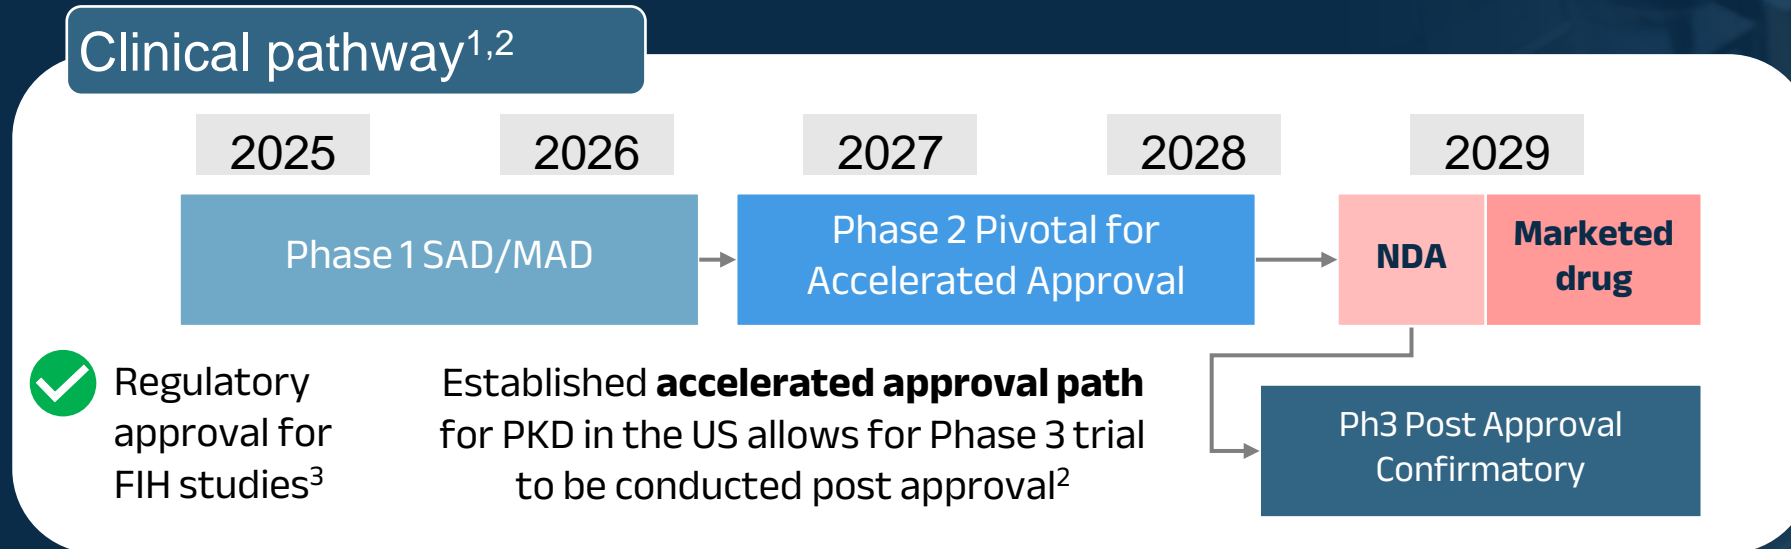 Clinical pathway1,2
2025
2026
2027
2028
2029
Phase 1 SAD/MAD
Phase 2 Pivotal for
Accelerated Approval
NDA
Marketed
drug
Regulatory
approval for
FIH studies3
Established accelerated approval path
for PKD in the US allows for Phase 3 trial
to be conducted post approval2
Ph3 Post Approval
Confirmatory